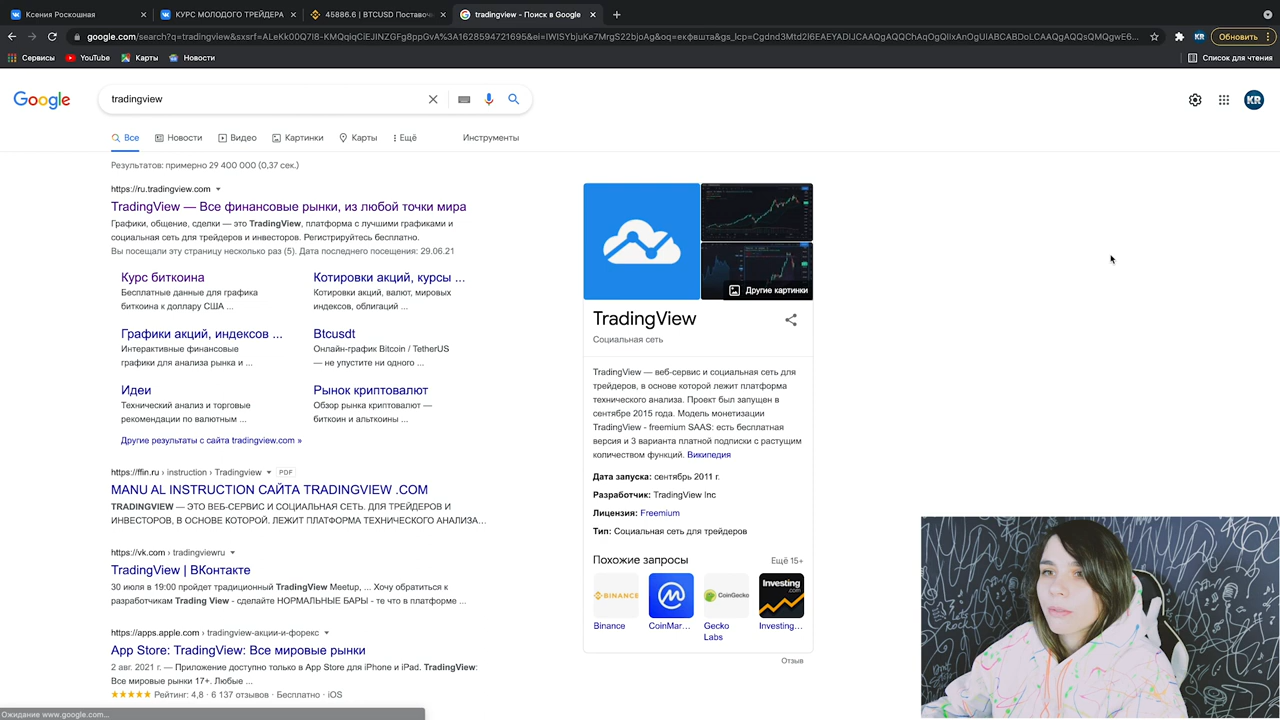 Ксения Роскошная
КУРС МОЛОДОГО ТРЕЙДЕРА
45886.6 | BTCUSD Поставоч
tradingview - Поиск в Google
Обновить
Сервисы
YouTube
Карты
Новости
Список для чтения
Google
tradingview
KR
Все
Новости
Видео
Картинки
Карты
Ещё
Инструменты
Результатов: примерно 29 400 000 (0,37 сек.)
https://ru.tradingview.com
TradingView — Все финансовые рынки, из любой точки мира
Графики, общение, сделки — это TradingView, платформа с лучшими графиками и
социальная сеть для трейдеров и инвесторов. Регистрируйтесь бесплатно.
Вы посещали эту страницу несколько раз (5). Дата последнего посещения: 29.06.21
Курс биткоина
Бесплатные данные для графика
биткоина к доллару США ...
Котировки акций, курсы ...
Котировки акций, валют, мировых
индексов, облигаций ...
Графики акций, индексов ...
Интерактивные финансовые
графики для анализа рынка и ...
Btcusdt
Онлайн-график Bitcoin / TetherUS
— не упустите ни одного ...
Идеи
Технический анализ и торговые
рекомендации по валютным ...
Рынок криптовалют
Обзор рынка криптовалют —
биткоин и альткоины ...
Другие результаты с сайта tradingview.com »
https://ffin.ru › instruction › Tradingview PDF
MANU AL INSTRUCTION САЙТА TRADINGVIEW .COM
TRADINGVIEW — ЭТО ВЕБ-СЕРВИС И СОЦИАЛЬНАЯ СЕТЬ. ДЛЯ ТРЕЙДЕРОВ И
ИНВЕСТОРОВ, В ОСНОВЕ КОТОРОЙ. ЛЕЖИТ ПЛАТФОРМА ТЕХНИЧЕСКОГО АНАЛИЗА...
https://vk.com › tradingviewru
TradingView | ВКонтакте
30 июля в 19:00 пройдет традиционный TradingView Meetup, ... Хочу обратиться к
разработчикам Trading View - сделайте НОРМАЛЬНЫЕ БАРЫ - те что в платформе ...
https://apps.apple.com › tradingview-акции-и-форекс
App Store: TradingView: Все мировые рынки
2 авг. 2021 г. — Приложение доступно только в App Store для iPhone и iPad. TradingView:
Все мировые рынки 17+. Любые ...
Рейтинг: 4,8 · 6 137 отзывов · Бесплатно · iOS
Другие картинки
TradingView
Социальная сеть
TradingView — веб-сервис и социальная сеть для
трейдеров, в основе которой лежит платформа
технического анализа. Проект был запущен в
сентябре 2015 года. Модель монетизации
TradingView - freemium SAAS: есть бесплатная
версия и 3 варианта платной подписки с растущим
количеством функций. Википедия
Дата запуска: сентябрь 2011 г.
Разработчик: TradingView Inc
Лицензия: Freemium
Тип: Социальная сеть для трейдеров
Похожие запросы
Ещё 15+
BINANCE
CoinGecko
Investing
.com
Binance
CoinMar...
Gecko
Labs
Investing...
Отзыв
Ожидание www.google.com...